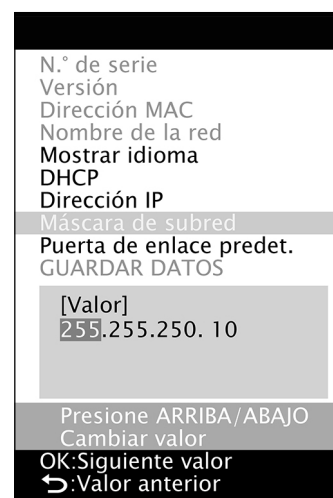 N.° de serie
Versión
Dirección MAC
Nombre de la red
Mostrar idioma
DHCP
Dirección IP
Máscara de subred
Puerta de enlace predet.
GUARDAR DATOS
[Valor]
255.255.250. 10
Presione ARRIBA/ABAJO
Cambiar valor
OK:Siguiente valor
⮌:Valor anterior